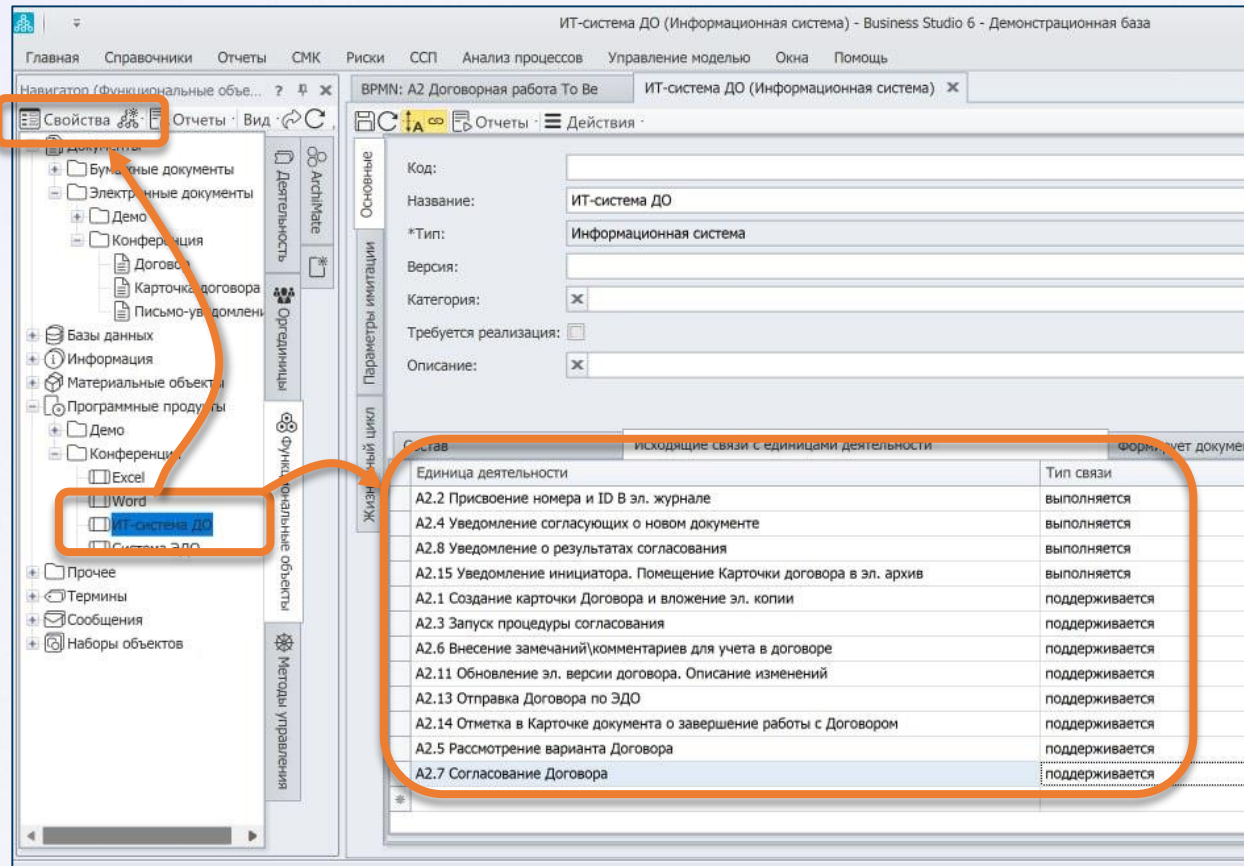 ИТ-система ДО (Информационная система) - Business Studio 6 - Демонстрационная база
Главная Справочники Отчеты СМК Риски ССП Анализ процессов Управление моделью Окна Помощь
Навигатор (Функциональные объе...
Свойства Отчеты Вид
Документы
Бумажные документы
Электронные документы
Демо
Конференция
Договор
Карточка договора
Письмо-уведомлени
Базы данных
Информация
Материальные объекты
Программные продукты
Демо
Конференция
Excel
Word
ИТ-система ДО
Система ЭДО
Прочее
Термины
Сообщения
Наборы объектов
Деятельность
Оргединицы
Функциональные объекты
Методы управления
ArchiMate
BPMN: A2 Договорная работа To Be ИТ-система ДО (Информационная система)
Отчеты Действия
Основные
Параметры имитации
Жизненный цикл
Код:
Название: ИТ-система ДО
*Тип: Информационная система
Версия:
Категория:
Требуется реализация:
Описание:
Состав Исходящие связи с единицами деятельности Формирует докуме
Единица деятельности Тип связи
A2.2 Присвоение номера и ID В эл. журнале выполняется
A2.4 Уведомление согласующих о новом документе выполняется
A2.8 Уведомление о результатах согласования выполняется
A2.15 Уведомление инициатора. Помещение Карточки договора в эл. архив выполняется
A2.1 Создание карточки Договора и вложение эл. копии поддерживается
A2.3 Запуск процедуры согласования поддерживается
A2.6 Внесение замечаний\комментариев для учета в договоре поддерживается
A2.11 Обновление эл. версии договора. Описание изменений поддерживается
A2.13 Отправка Договора по ЭДО поддерживается
A2.14 Отметка в Карточке документа о завершение работы с Договором поддерживается
A2.5 Рассмотрение варианта Договора поддерживается
A2.7 Согласование Договора поддерживается